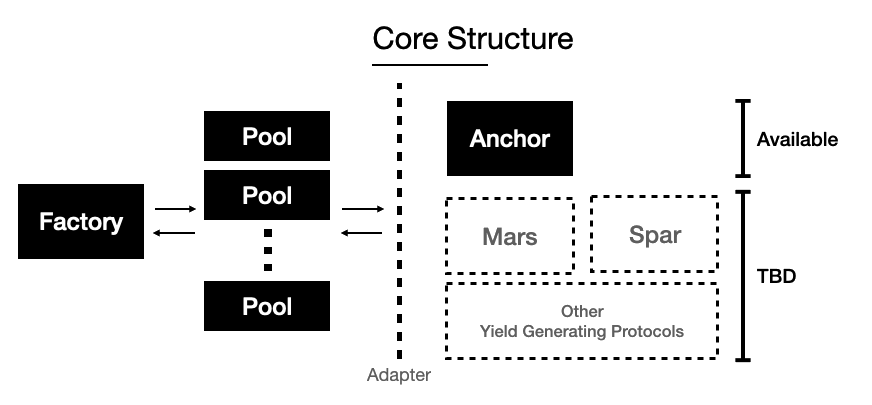 Core Structure
Factory
Pool
Pool
Pool
Adapter
Anchor
Mars
Spar
Other
Yield Generating Protocols
Available
TBD